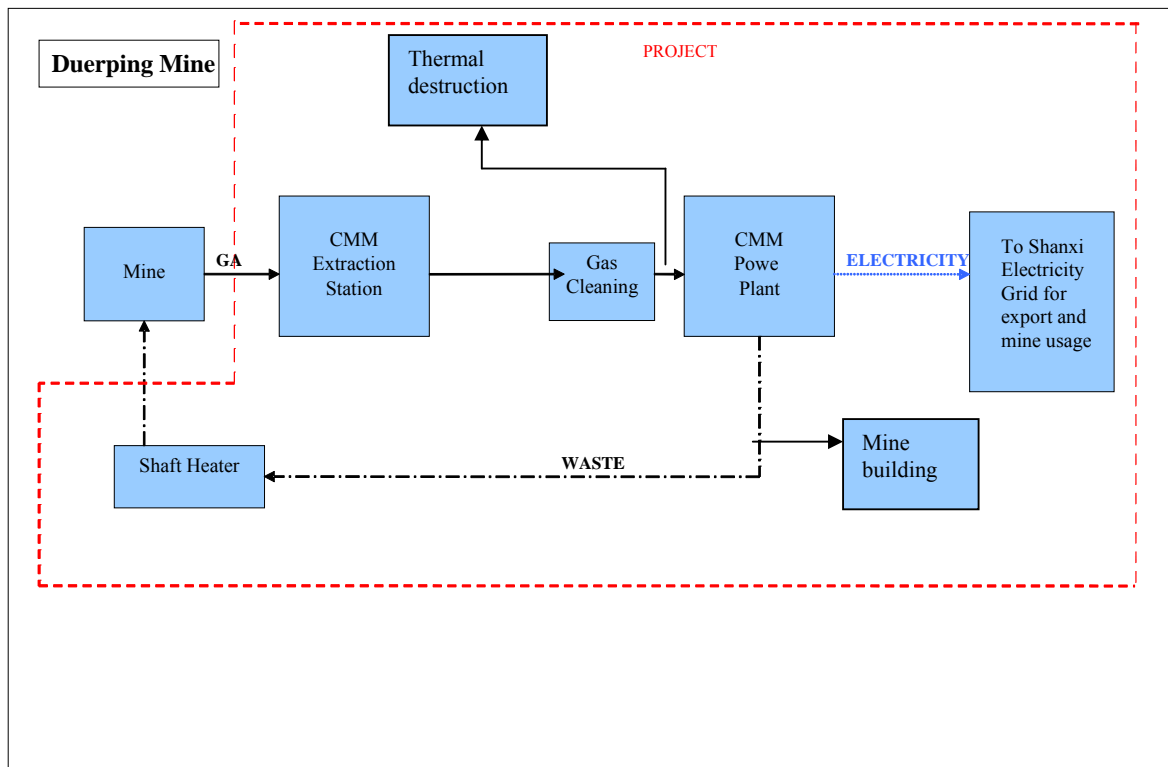 Duerping Mine
PROJECT
Thermal
destruction
Mine
GA
CMM
Extraction
Station
Gas
Cleaning
CMM
Powe
Plant
ELECTRICITY
To Shanxi
Electricity
Grid for
export and
mine usage
Shaft Heater
WASTE
Mine
building